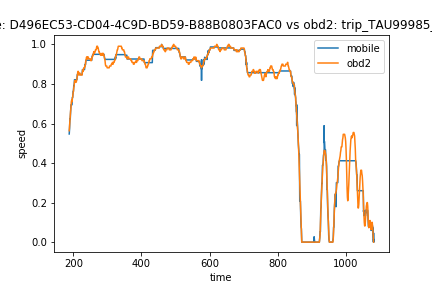 e: D496EC53-CD04-4C9D-BD59-B88B0803FAC0 vs obd2: trip_TAU99985_
mobile
obd2
1.0
0.8
0.6
0.4
0.2
0.0
speed
200 400 600 800 1000
time